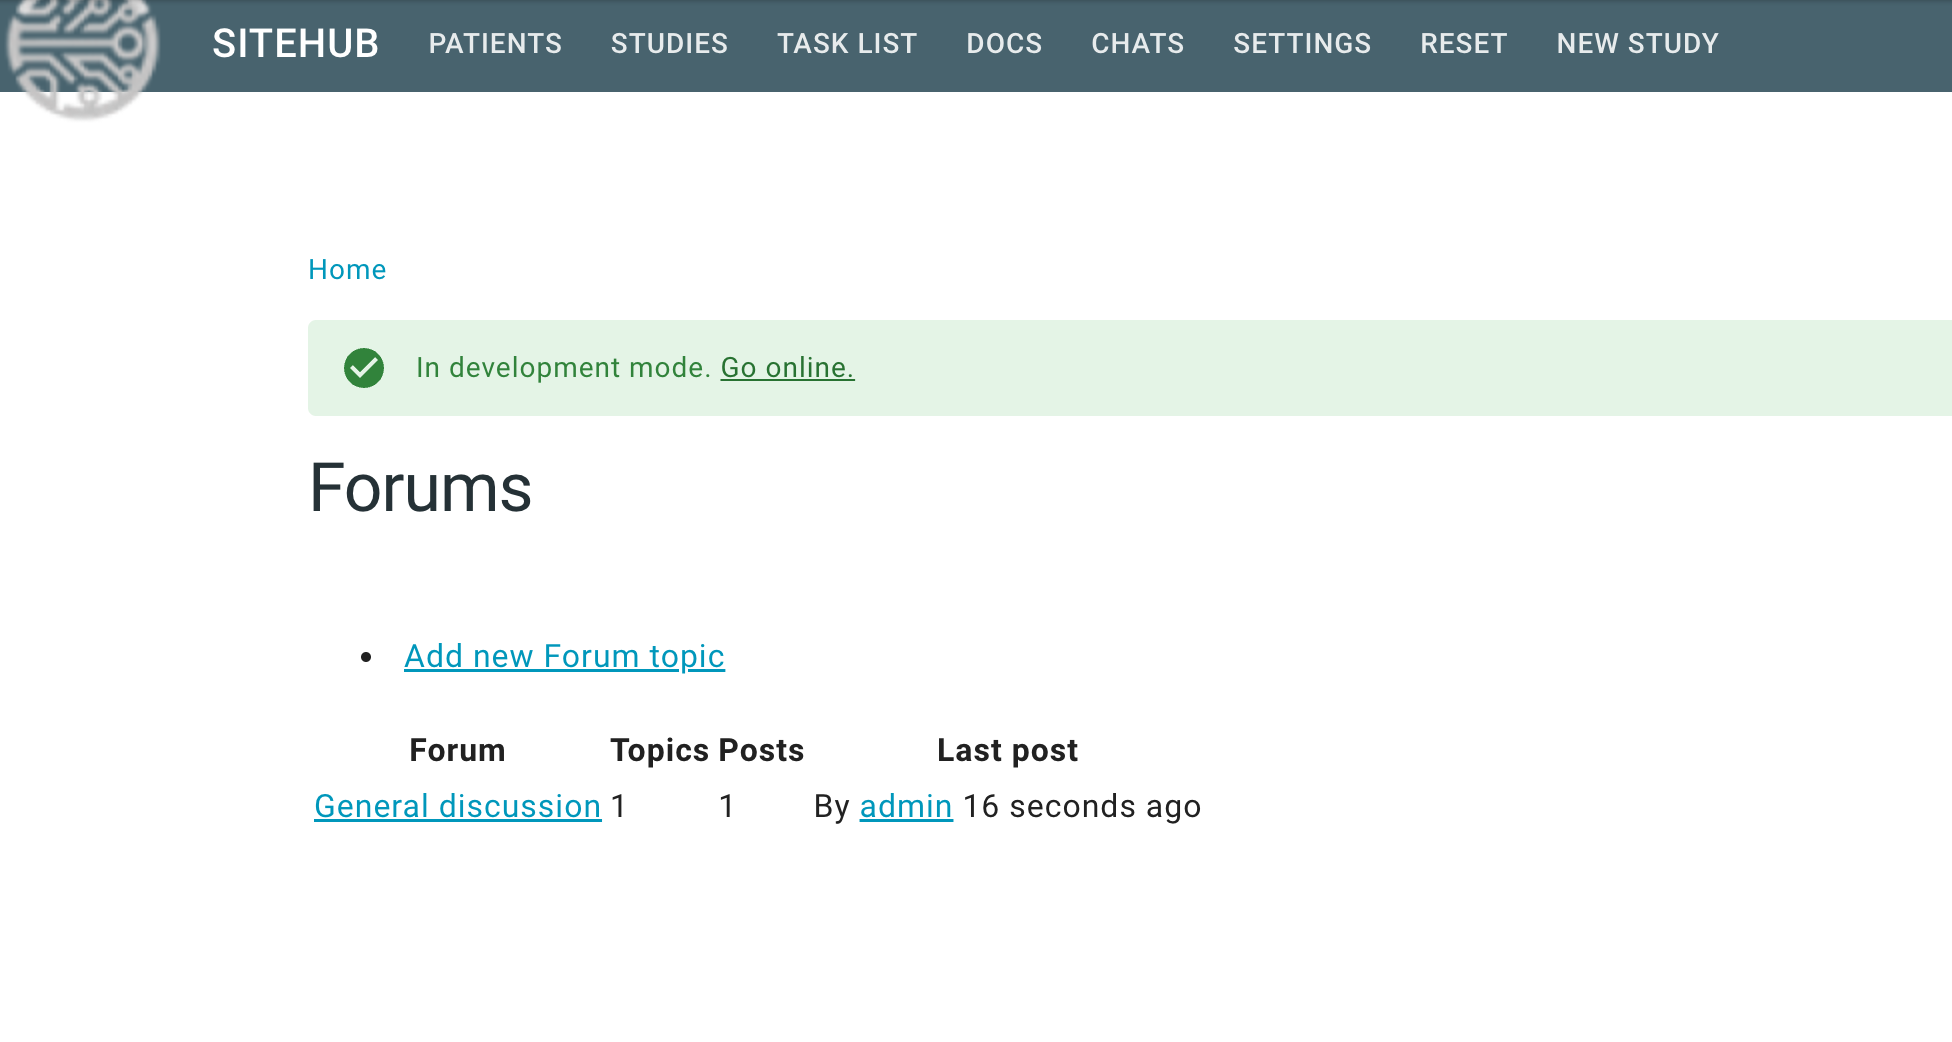 SITEHUB PATIENTS STUDIES TASK LIST DOCS CHATS SETTINGS RESET NEW STUDY
Home
In development mode. Go online.
Forums
Add new Forum topic
Forum Topics Posts Last post
General discussion 1 1 By admin 16 seconds ago